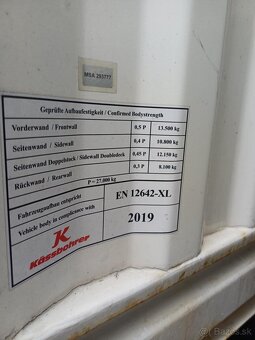 MSA 293777
Geprüfte Aufbaufestigkeit / Confirmed Bodystrength
Vorderwand / Frontwall 0,5 P 13.500 kg
Seitenwand / Sidewall 0,4 P 10.800 kg
Seitenwand Doppelstock / Sidewall Doubledeck 0,45 P 12.150 kg
Rückwand / Rearwall 0,3 P 8.100 kg
P = 27.000 kg
Fahrzeugaufbau entspricht
Vehicle body in compliance with
EN 12642-XL
2019
K
Kässbohrer
bazos.sk